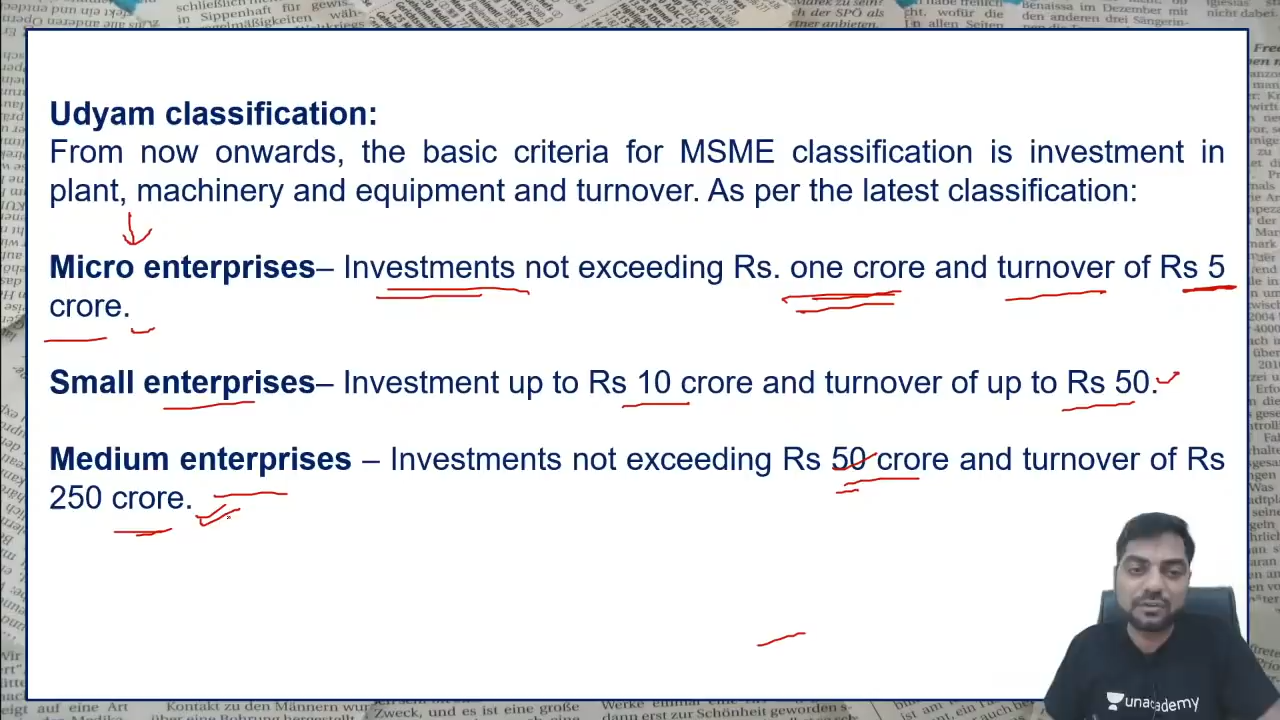 Udyam classification:
From now onwards, the basic criteria for MSME classification is investment in
plant, machinery and equipment and turnover. As per the latest classification:
Micro enterprises– Investments not exceeding Rs. one crore and turnover of Rs 5
crore.
Small enterprises– Investment up to Rs 10 crore and turnover of up to Rs 50.
Medium enterprises – Investments not exceeding Rs 50 crore and turnover of Rs
250 crore.
unacademy